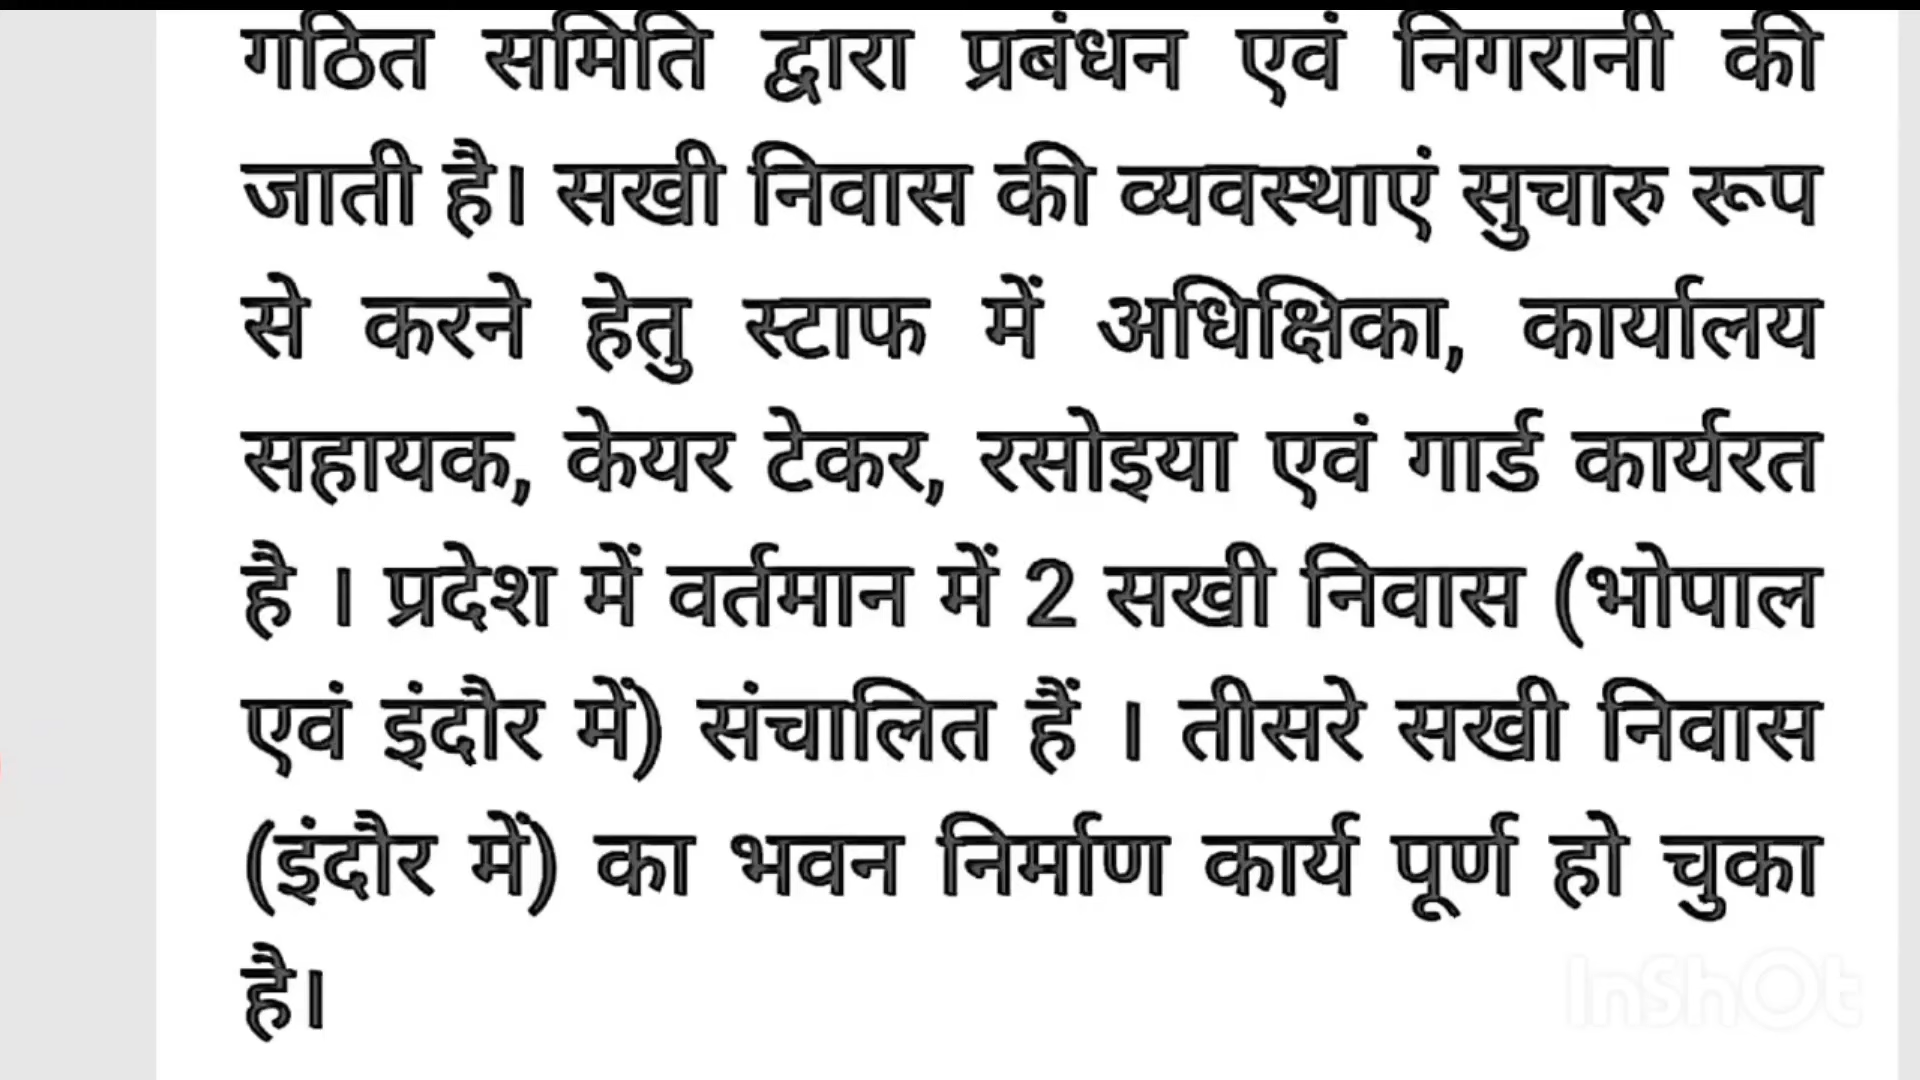 गठित समिति द्वारा प्रबंधन एवं निगरानी की
जाती है। सखी निवास की व्यवस्थाएं सुचारु रूप
से करने हेतु स्टाफ में अधिक्षिका, कार्यालय
सहायक, केयर टेकर, रसोइया एवं गार्ड कार्यरत
है । प्रदेश में वर्तमान में 2 सखी निवास (भोपाल
एवं इंदौर में) संचालित हैं । तीसरे सखी निवास
(इंदौर में) का भवन निर्माण कार्य पूर्ण हो चुका
है।
InShOt